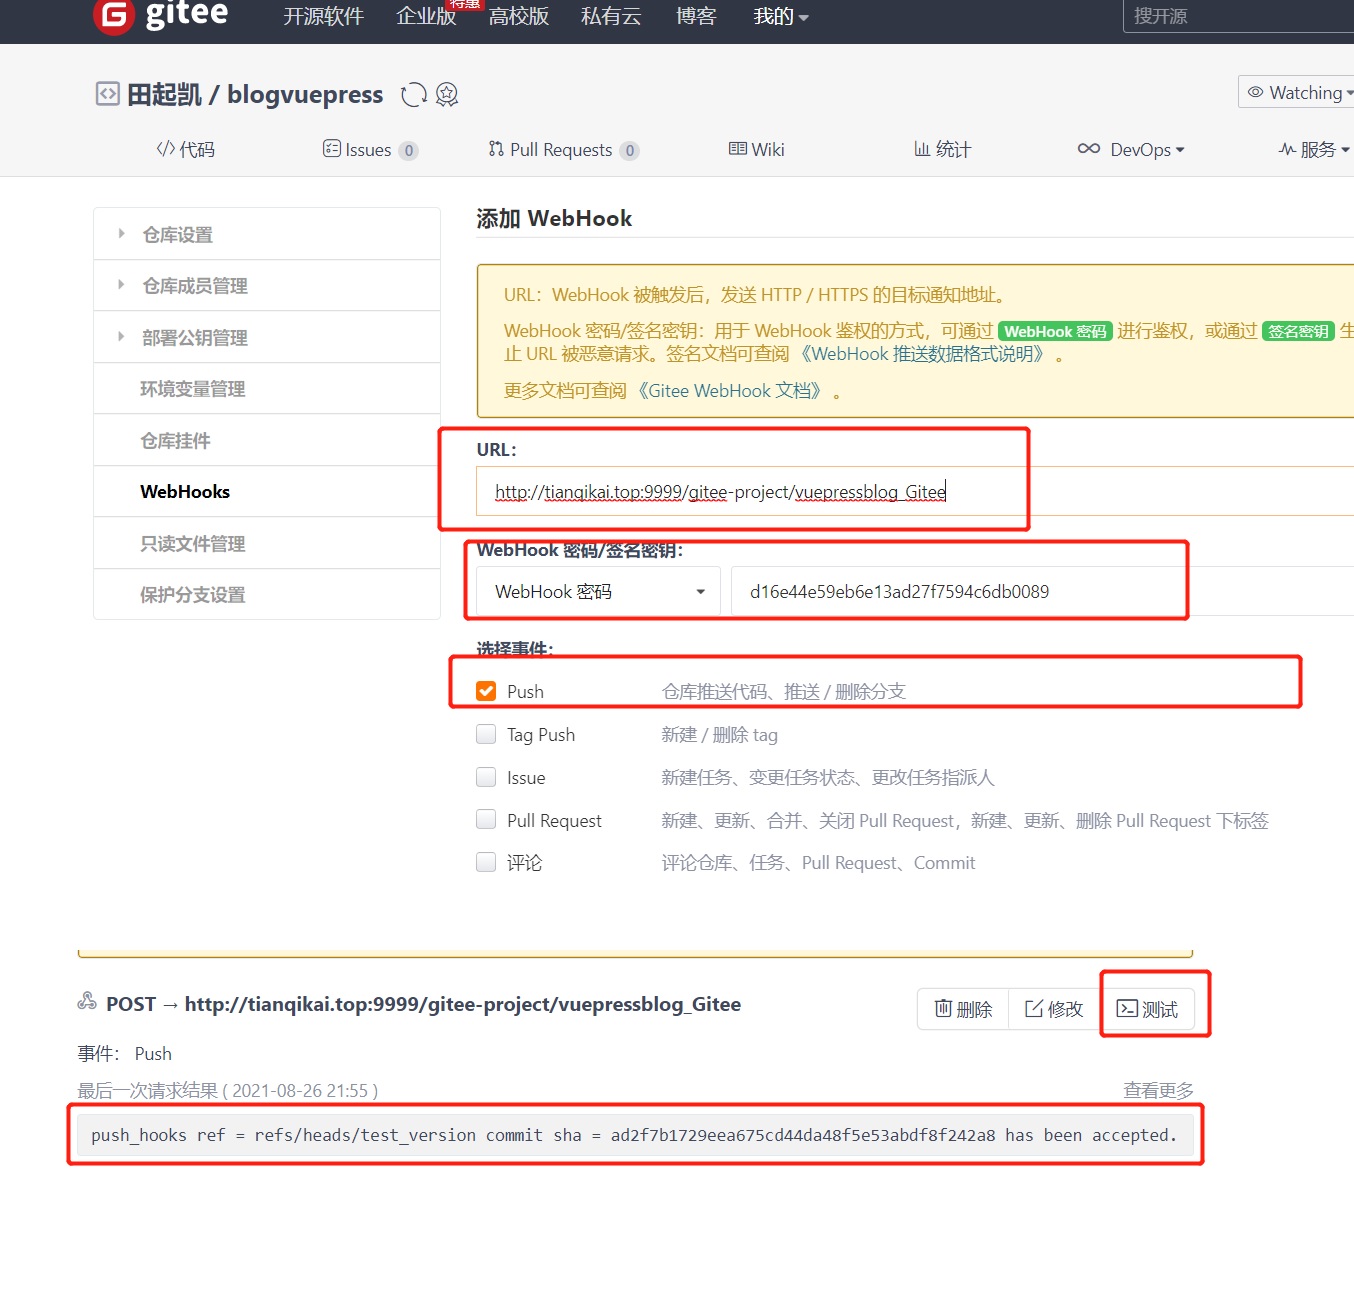 gitee 开源软件 企业版 特惠 高校版 私有云 博客 我的 搜开源
田起凯 / blogvuepress Watching
代码 Issues 0 Pull Requests 0 Wiki 统计 DevOps 服务
仓库设置
仓库成员管理
部署公钥管理
环境变量管理
仓库挂件
WebHooks
只读文件管理
保护分支设置
添加 WebHook
URL：WebHook 被触发后，发送 HTTP / HTTPS 的目标通知地址。
WebHook 密码/签名密钥：用于 WebHook 鉴权的方式，可通过 WebHook 密码 进行鉴权，或通过 签名密钥 生
止 URL 被恶意请求。签名文档可查阅 《WebHook 推送数据格式说明》 。
更多文档可查阅 《Gitee WebHook 文档》 。
URL：
http://tianqikai.top:9999/gitee-project/vuepressblog_Gitee
WebHook 密码/签名密钥：
WebHook 密码 d16e44e59eb6e13ad27f7594c6db0089
选择事件：
Push 仓库推送代码、推送 / 删除分支
Tag Push 新建 / 删除 tag
Issue 新建任务、变更任务状态、更改任务指派人
Pull Request 新建、更新、合并、关闭 Pull Request，新建、更新、删除 Pull Request 下标签
评论 评论仓库、任务、Pull Request、Commit
POST → http://tianqikai.top:9999/gitee-project/vuepressblog_Gitee 删除 修改 测试
事件： Push
最后一次请求结果 ( 2021-08-26 21:55 ) 查看更多
push_hooks ref = refs/heads/test_version commit sha = ad2f7b1729eea675cd44da48f5e53abdf8f242a8 has been accepted.